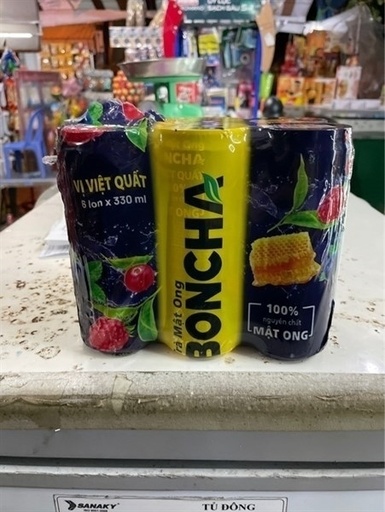 VỊ VIỆT QUẤT
6 lon x 330 ml
BONCHA
Trà Mật Ong
BONCHA
100%
nguyên chất
MẬT ONG
SANAKY
TỦ ĐÔNG